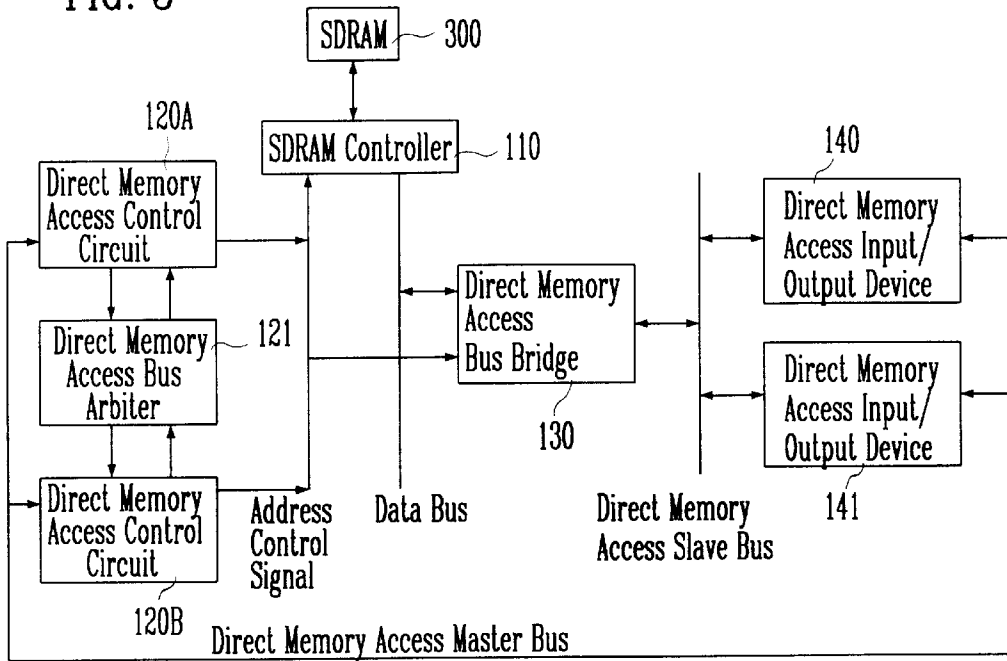 SDRAM
300
120A
SDRAM Controller
110
140
Direct Memory
Access Control
Circuit
Direct Memory
Access Input/
Output Device
Direct Memory
Access
Bus Bridge
121
Direct Memory
Access Bus
Arbiter
130
Direct Memory
Access Input/
Output Device
141
Direct Memory
Access Control
Circuit
120B
Address
Control
Signal
Data Bus
Direct Memory
Access Slave Bus
Direct Memory Access Master Bus